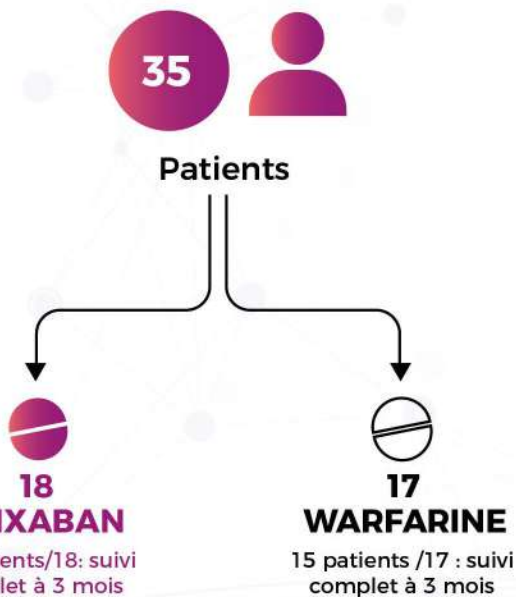 35
Patients
18
IXABAN
ents/18: suivi
let à 3 mois
17
WARFARINE
15 patients /17 : suivi
complet à 3 mois